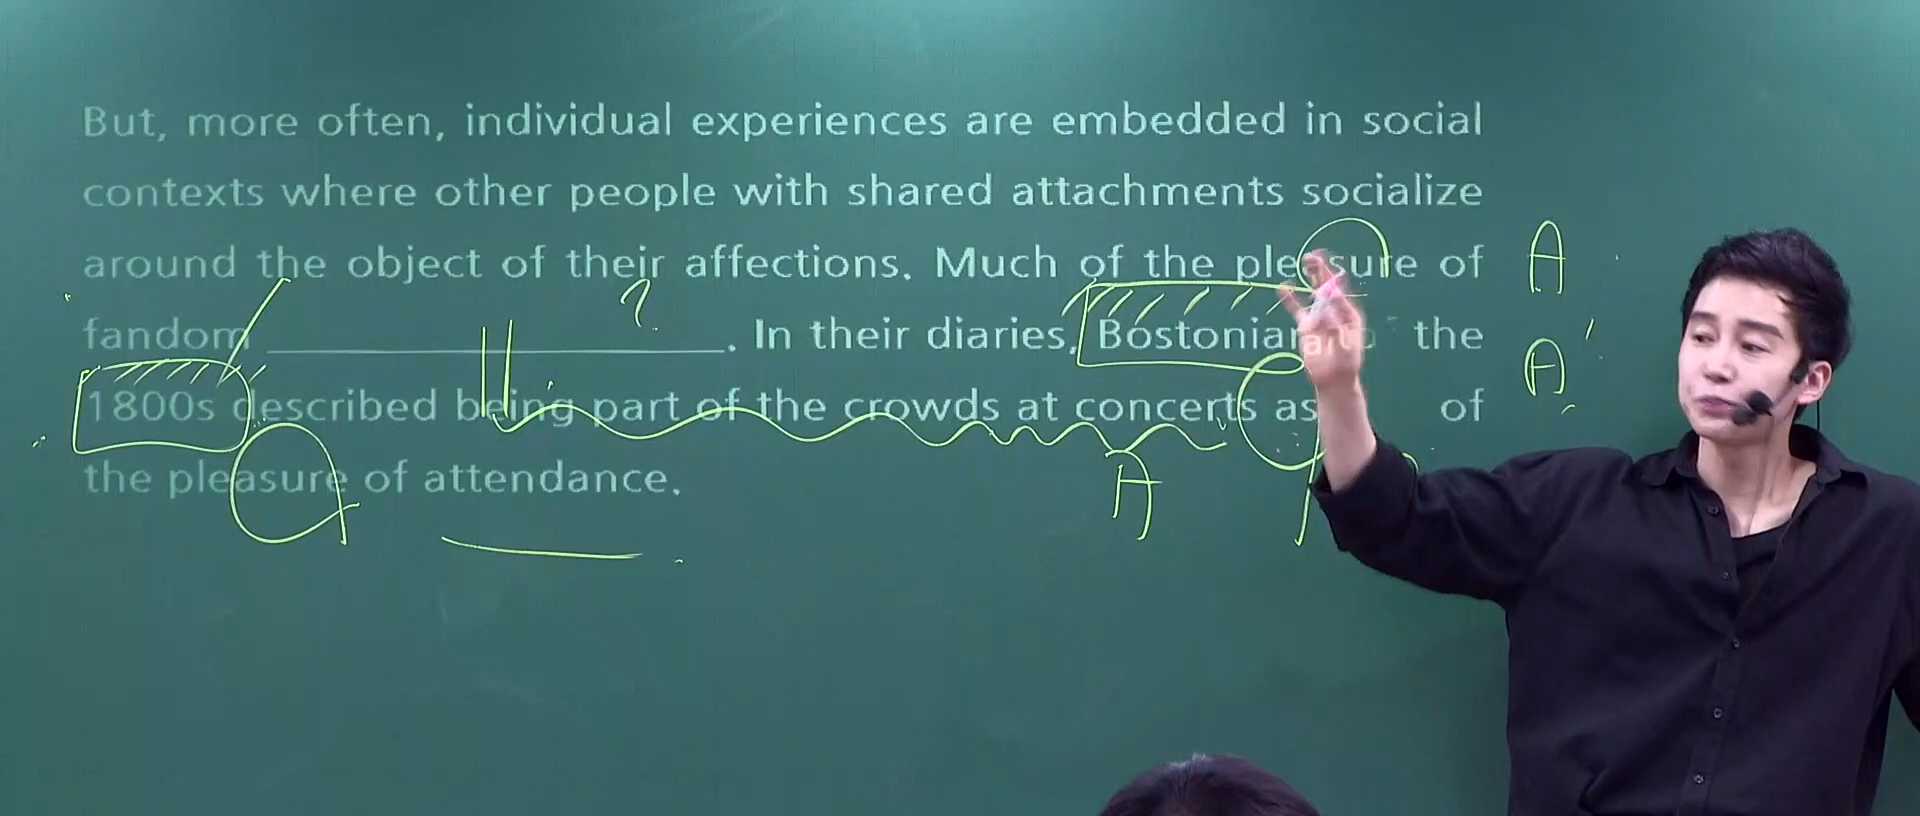 But, more often, individual experiences are embedded in social
contexts where other people with shared attachments socialize
around the object of their affections. Much of the pleasure of A
fandom ____________________. In their diaries, Bostonian the
?
A'
1800s described being part of the crowds at concerts as of
the pleasure of attendance.
A